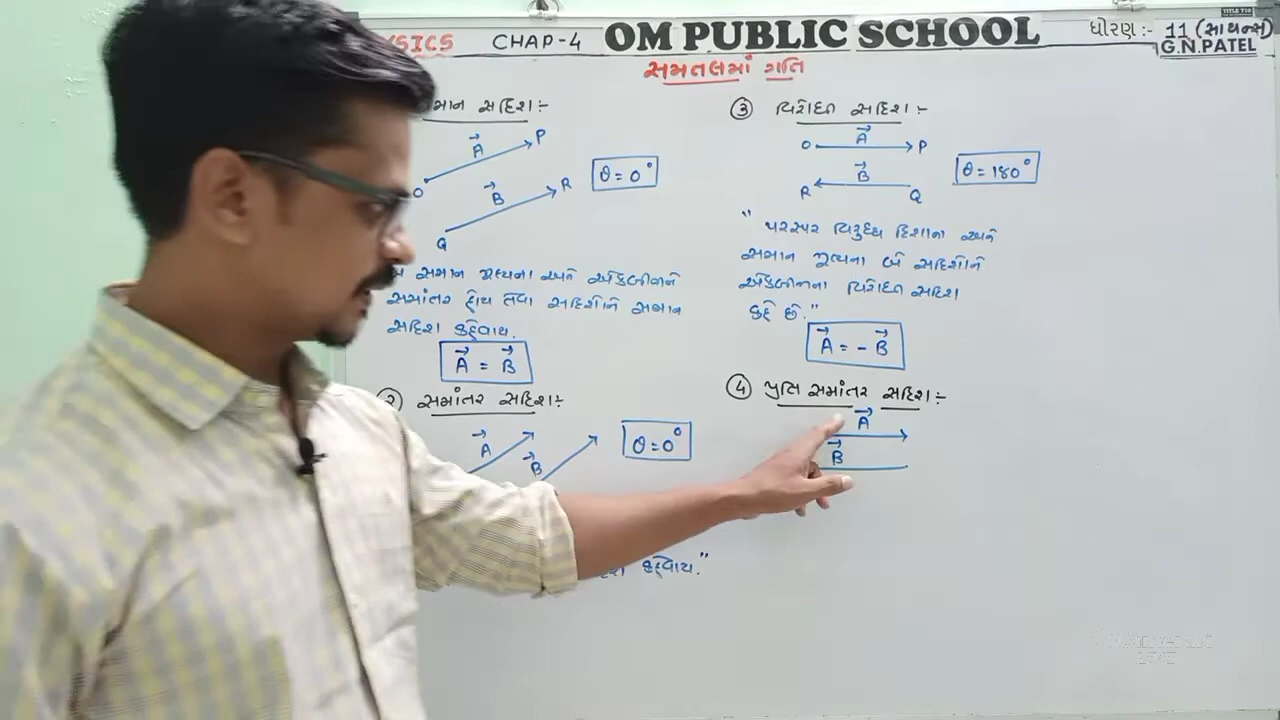 YSICS CHAP-4
OM PUBLIC SCHOOL
ધોરણ :- 11 (સાયન્સ)
G.N.PATEL
સમતલમાં ગતિ
માન સદિશ :-
A P
O
B R
Q
θ = 0°
સમાન મૂલ્યના અને એકબીજાને
સમાંતર હોય તેવા સદિશોને સમાન
સદિશ કહેવાય.
A = B
૨ સમાંતર સદિશ :-
A B
θ = 0°
કહેવાય."
③ વિરોધી સદિશ :-
O A P
R B Q
θ = 180°
" પરસ્પર વિરુદ્ધ દિશાના અને
સમાન મૂલ્યના બે સદિશોને
એકબીજાના વિરોધી સદિશ
કહે છે."
A = - B
④ પ્રતિ સમાંતર સદિશ :-
A
B